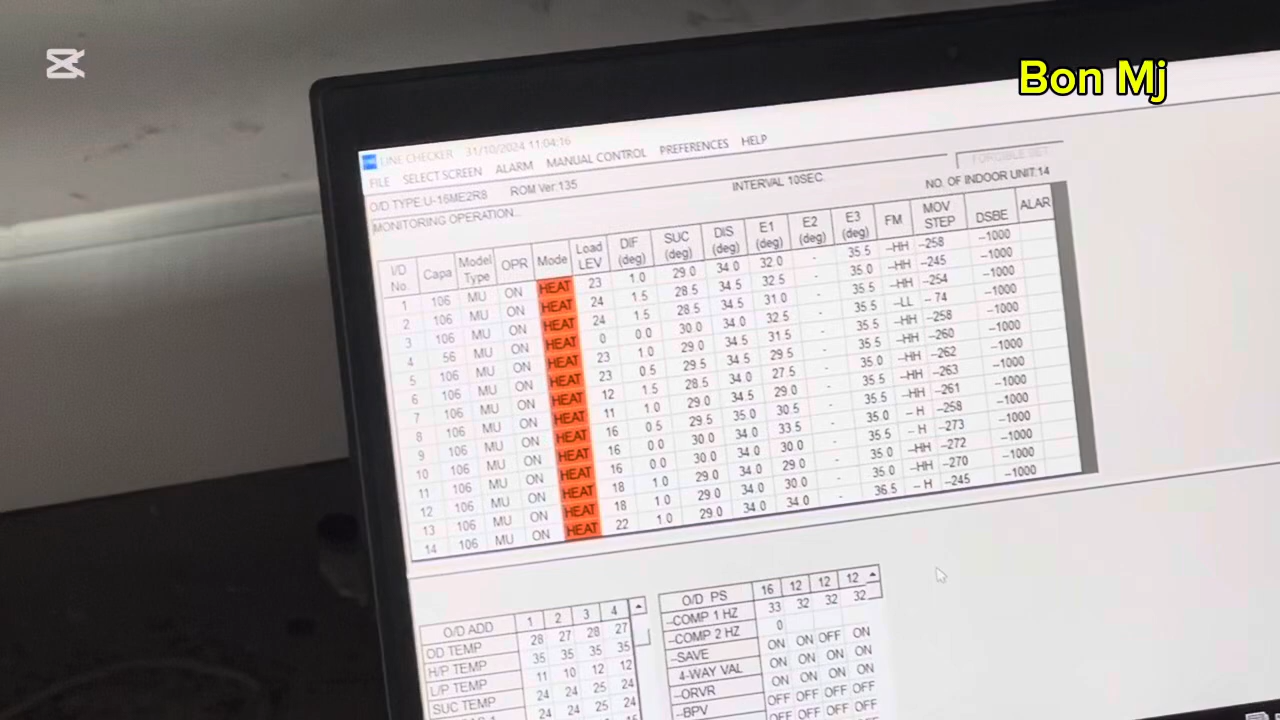 Bon Mj
LINE CHECKER 31/10/2024 11:04:16
FILE SELECT SCREEN ALARM MANUAL CONTROL PREFERENCES HELP
O/D TYPE:U-16ME2R8 ROM Ver:135 INTERVAL 10SEC NO. OF INDOOR UNIT:14 FORCIBLE SET
MONITORING OPERATION...
I/D No. Capa Model Type OPR Mode Load LEV DIF (deg) SUC (deg) DIS (deg) E1 (deg) E2 (deg) E3 (deg) FM MOV STEP DSBE ALAR
1 106 MU ON HEAT 23 1.0 29.0 34.0 32.0 - 35.5 –HH –258 –1000
2 106 MU ON HEAT 24 1.5 28.5 34.5 32.5 - 35.0 –HH –245 –1000
3 106 MU ON HEAT 24 1.5 28.5 34.5 31.0 - 35.5 –HH –254 –1000
4 56 MU ON HEAT 0 0.0 30.0 34.0 32.5 - 35.5 –LL – 74 –1000
5 106 MU ON HEAT 23 1.0 29.0 34.5 31.5 - 35.5 –HH –258 –1000
6 106 MU ON HEAT 23 0.5 29.5 34.5 29.5 - 35.5 –HH –260 –1000
7 106 MU ON HEAT 12 1.5 28.5 34.0 27.5 - 35.0 –HH –262 –1000
8 106 MU ON HEAT 11 1.0 29.0 34.5 29.0 - 35.5 –HH –263 –1000
9 106 MU ON HEAT 16 0.5 29.5 35.0 30.5 - 35.0 –HH –261 –1000
10 106 MU ON HEAT 16 0.0 30.0 34.0 33.5 - 35.5 – H –258 –1000
11 106 MU ON HEAT 16 0.0 30.0 34.0 30.0 - 35.0 – H –273 –1000
12 106 MU ON HEAT 18 1.0 29.0 34.0 29.0 - 35.0 –HH –272 –1000
13 106 MU ON HEAT 18 1.0 29.0 34.0 30.0 - 35.0 –HH –270 –1000
14 106 MU ON HEAT 22 1.0 29.0 34.0 34.0 - 36.5 – H –245 –1000
O/D ADD 1 2 3 4
OD TEMP 28 27 28 27
H/P TEMP 35 35 35 35
L/P TEMP 11 10 12 12
SUC TEMP 24 24 25 24
24 24 25 24
O/D PS 16 12 12 12
–COMP 1 HZ 33 32 32 32
–COMP 2 HZ 0
–SAVE ON ON OFF ON
4-WAY VAL ON ON ON ON
–ORVR ON ON ON ON
–BPV OFF OFF OFF OFF
OFF OFF OFF OFF